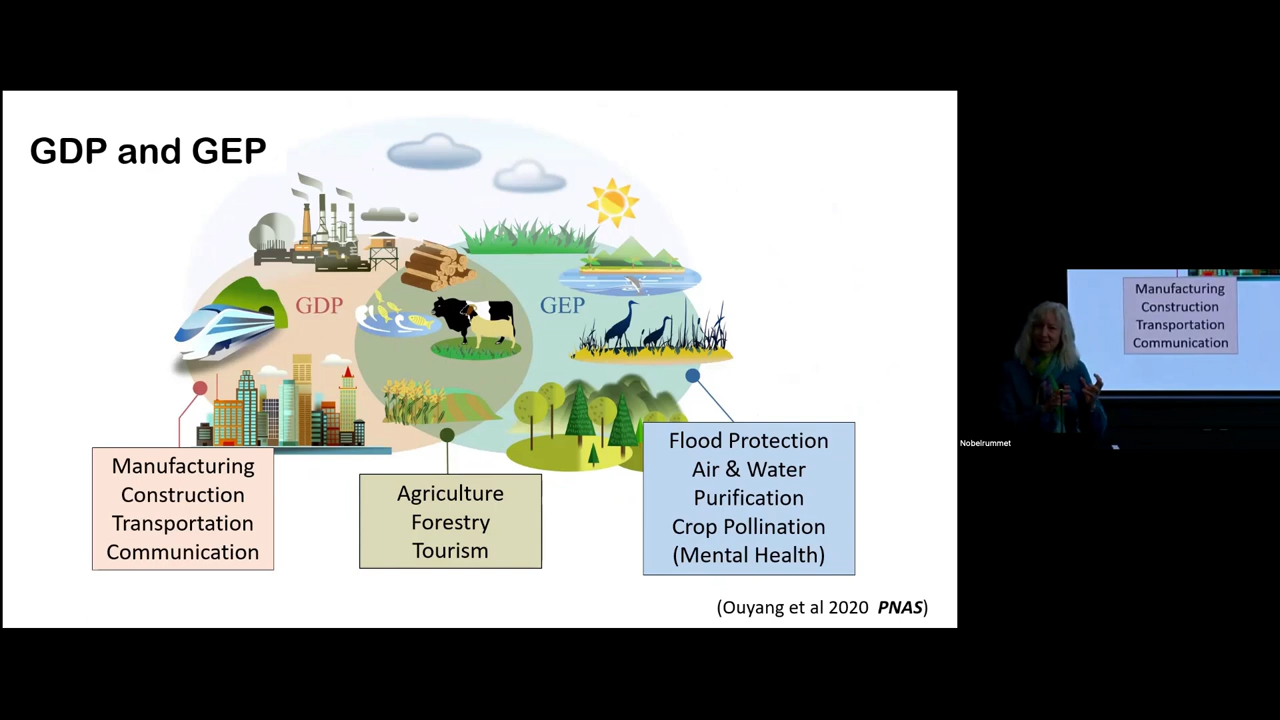 GDP and GEP
GDP
GEP
Manufacturing
Construction
Transportation
Communication
Agriculture
Forestry
Tourism
Flood Protection
Air & Water
Purification
Crop Pollination
(Mental Health)
(Ouyang et al 2020 PNAS)
Manufacturing
Construction
Transportation
Communication
Nobelrummet